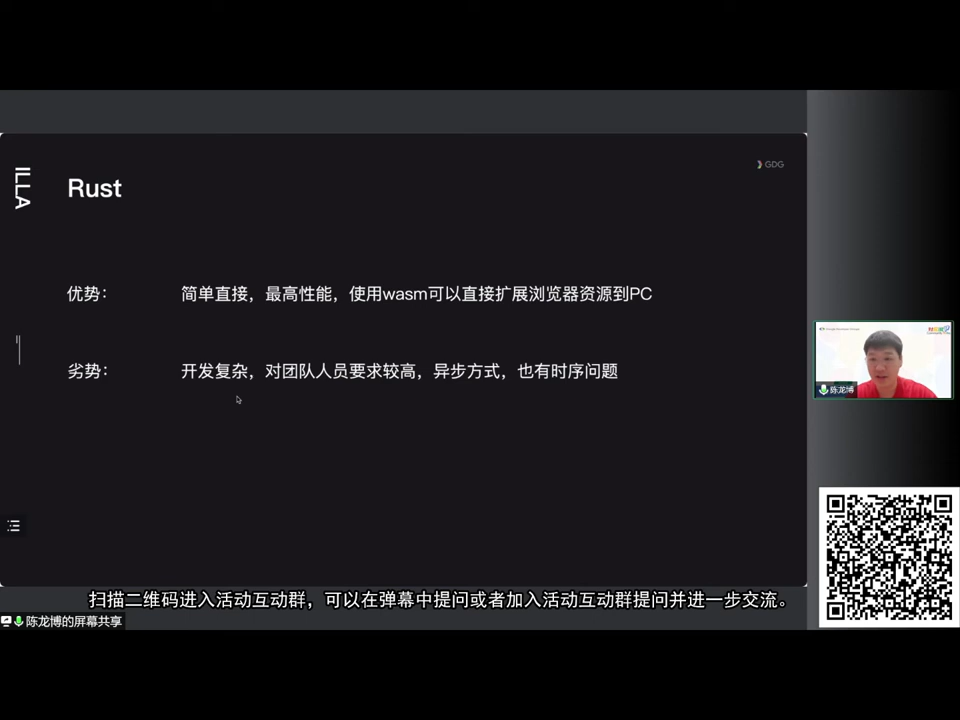 ILLA
Rust
GDG
优势：
简单直接，最高性能，使用wasm可以直接扩展浏览器资源到PC
劣势：
开发复杂，对团队人员要求较高，异步方式，也有时序问题
陈龙博
扫描二维码进入活动互动群，可以在弹幕中提问或者加入活动互动群提问并进一步交流。
陈龙博的屏幕共享